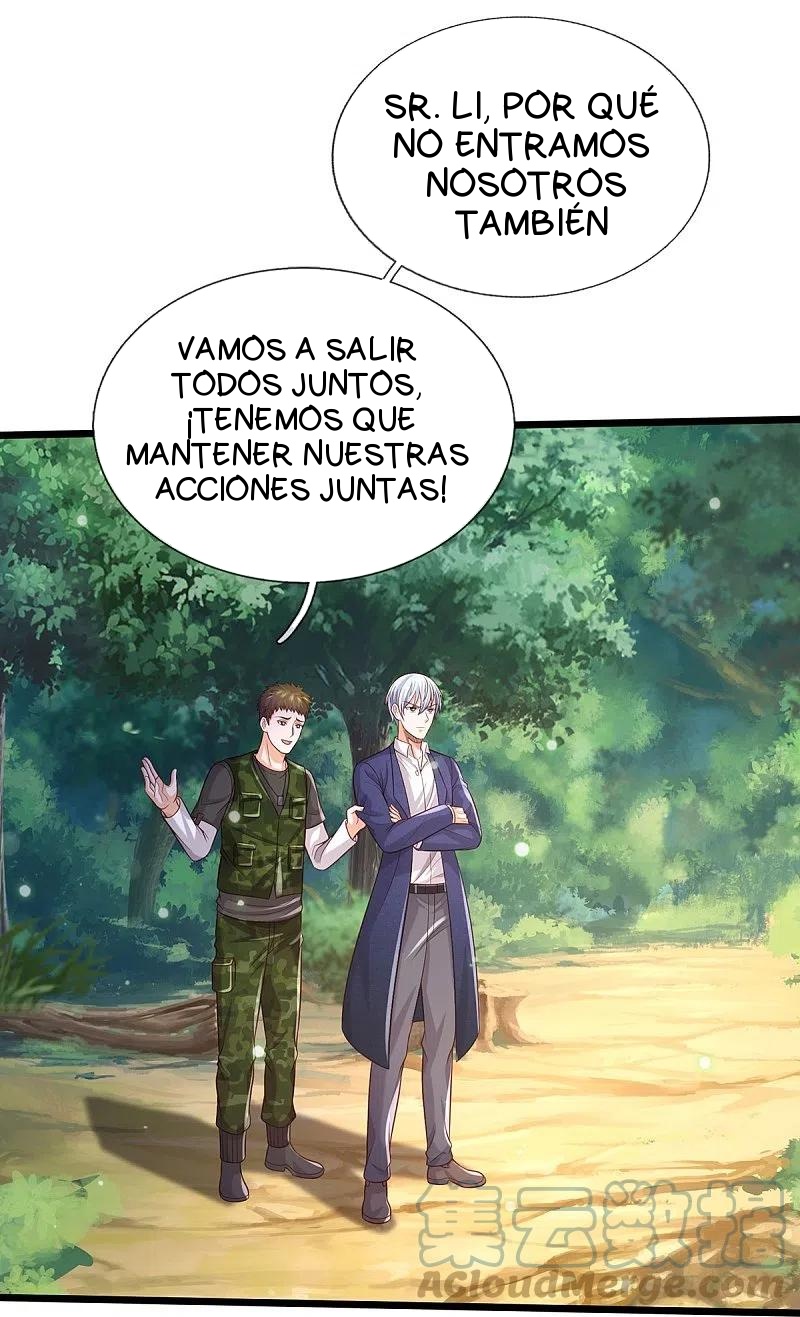 SR. LI, POR QUÉ
NO ENTRAMOS
NOSOTROS
TAMBIÉN
VAMOS A SALIR
TODOS JUNTOS,
¡TENEMOS QUE
MANTENER NUESTRAS
ACCIONES JUNTAS!
集云数据
ACloudMerge.com